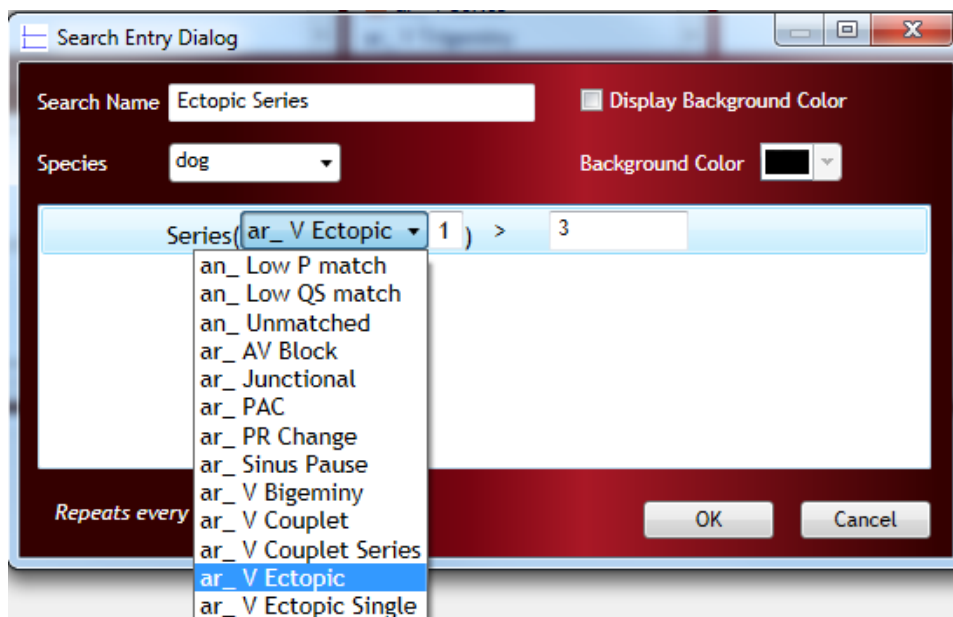 Search Entry Dialog
Search Name Ectopic Series Display Background Color
Species dog Background Color
Series( ar_ V Ectopic 1 ) > 3
an_ Low P match
an_ Low QS match
an_ Unmatched
ar_ AV Block
ar_ Junctional
ar_ PAC
ar_ PR Change
ar_ Sinus Pause
ar_ V Bigeminy
ar_ V Couplet
ar_ V Couplet Series
ar_ V Ectopic
ar_ V Ectopic Single
Repeats every
OK Cancel